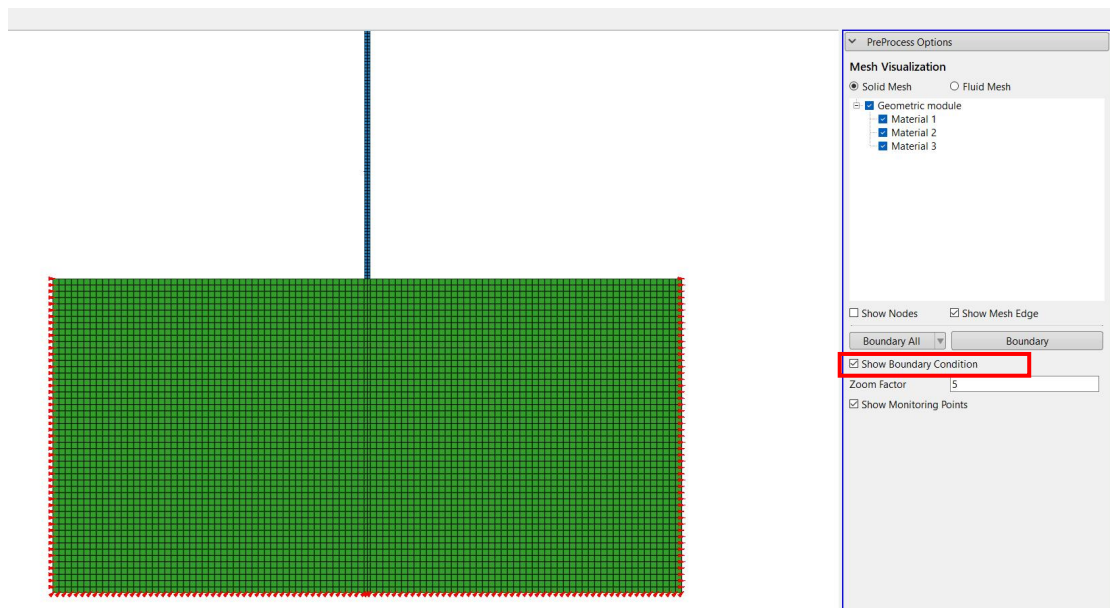 PreProcess Options
Mesh Visualization
Solid Mesh Fluid Mesh
Geometric module
Material 1
Material 2
Material 3
Show Nodes Show Mesh Edge
Boundary All Boundary
Show Boundary Condition
Zoom Factor 5
Show Monitoring Points